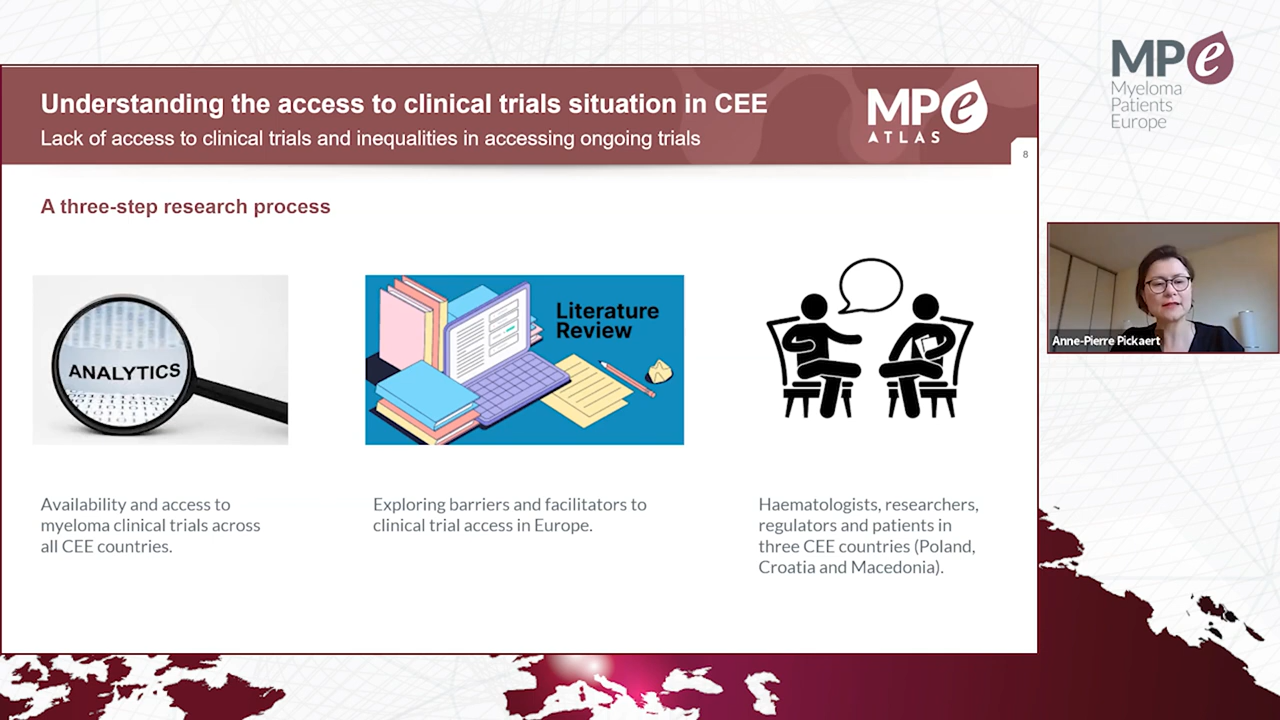 Understanding the access to clinical trials situation in CEE
Lack of access to clinical trials and inequalities in accessing ongoing trials
MPe
ATLAS
8
MPe
Myeloma
Patients
Europe
A three-step research process
ANALYTICS
Literature
Review
Availability and access to
myeloma clinical trials across
all CEE countries.
Exploring barriers and facilitators to
clinical trial access in Europe.
Haematologists, researchers,
regulators and patients in
three CEE countries (Poland,
Croatia and Macedonia).
Anne-Pierre Pickaert